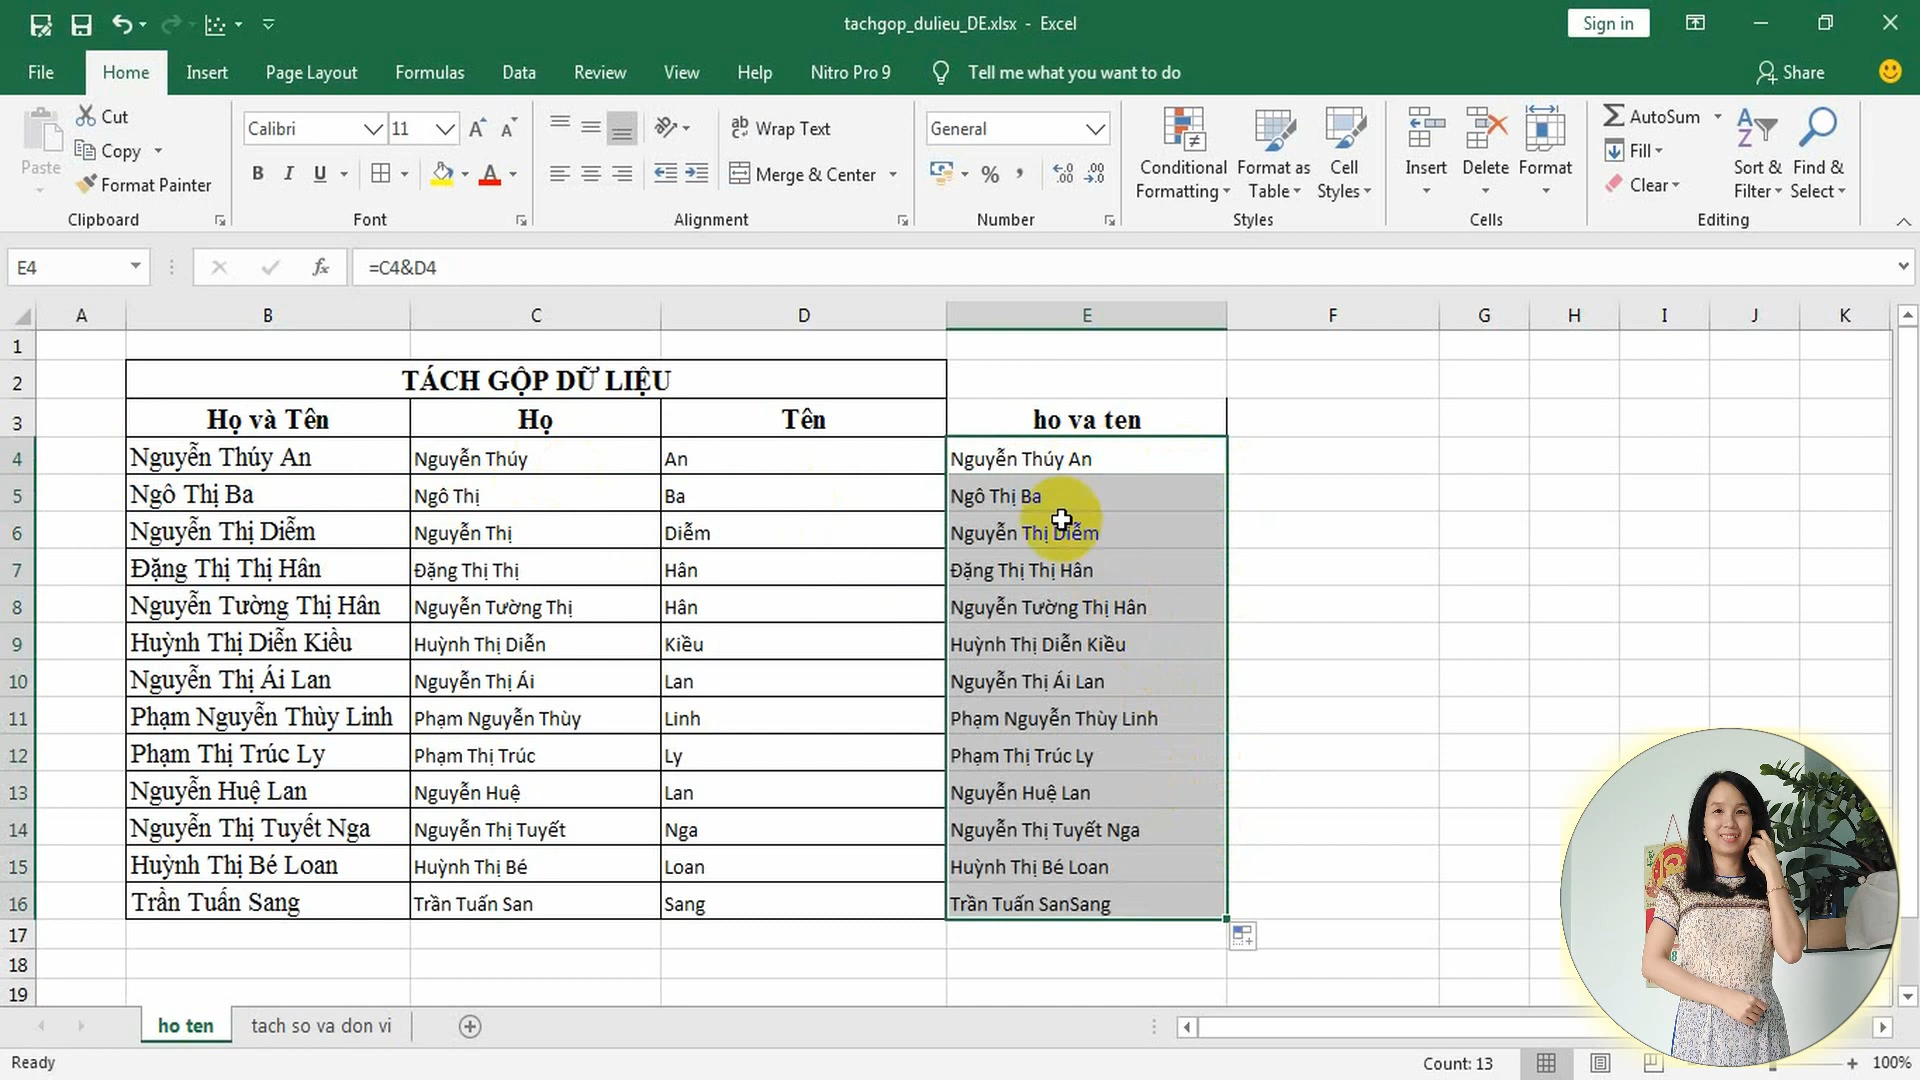 tachgop_dulieu_DE.xlsx - Excel
Sign in
File Home Insert Page Layout Formulas Data Review View Help Nitro Pro 9 Tell me what you want to do Share
Paste
Cut
Copy
Format Painter
Clipboard
Calibri 11
B I U
Font
Wrap Text
Merge & Center
Alignment
General
Number
Conditional Formatting
Format as Table
Cell Styles
Styles
Insert Delete Format
Cells
AutoSum
Fill
Clear
Sort & Filter
Find & Select
Editing
E4 fx =C4&D4
A B C D E F G H I J K
1
2 TÁCH GỘP DỮ LIỆU
3 Họ và Tên Họ Tên ho va ten
4 Nguyễn Thúy An Nguyễn Thúy An Nguyễn Thúy An
5 Ngô Thị Ba Ngô Thị Ba Ngô Thị Ba
6 Nguyễn Thị Diễm Nguyễn Thị Diễm Nguyễn Thị Diễm
7 Đặng Thị Thị Hân Đặng Thị Thị Hân Đặng Thị Thị Hân
8 Nguyễn Tường Thị Hân Nguyễn Tường Thị Hân Nguyễn Tường Thị Hân
9 Huỳnh Thị Diễn Kiều Huỳnh Thị Diễn Kiều Huỳnh Thị Diễn Kiều
10 Nguyễn Thị Ái Lan Nguyễn Thị Ái Lan Nguyễn Thị Ái Lan
11 Phạm Nguyễn Thùy Linh Phạm Nguyễn Thùy Linh Phạm Nguyễn Thùy Linh
12 Phạm Thị Trúc Ly Phạm Thị Trúc Ly Phạm Thị Trúc Ly
13 Nguyễn Huệ Lan Nguyễn Huệ Lan Nguyễn Huệ Lan
14 Nguyễn Thị Tuyết Nga Nguyễn Thị Tuyết Nga Nguyễn Thị Tuyết Nga
15 Huỳnh Thị Bé Loan Huỳnh Thị Bé Loan Huỳnh Thị Bé Loan
16 Trần Tuấn Sang Trần Tuấn San Sang Trần Tuấn SanSang
17
18
19
ho ten tach so va don vi
Ready Count: 13 100%